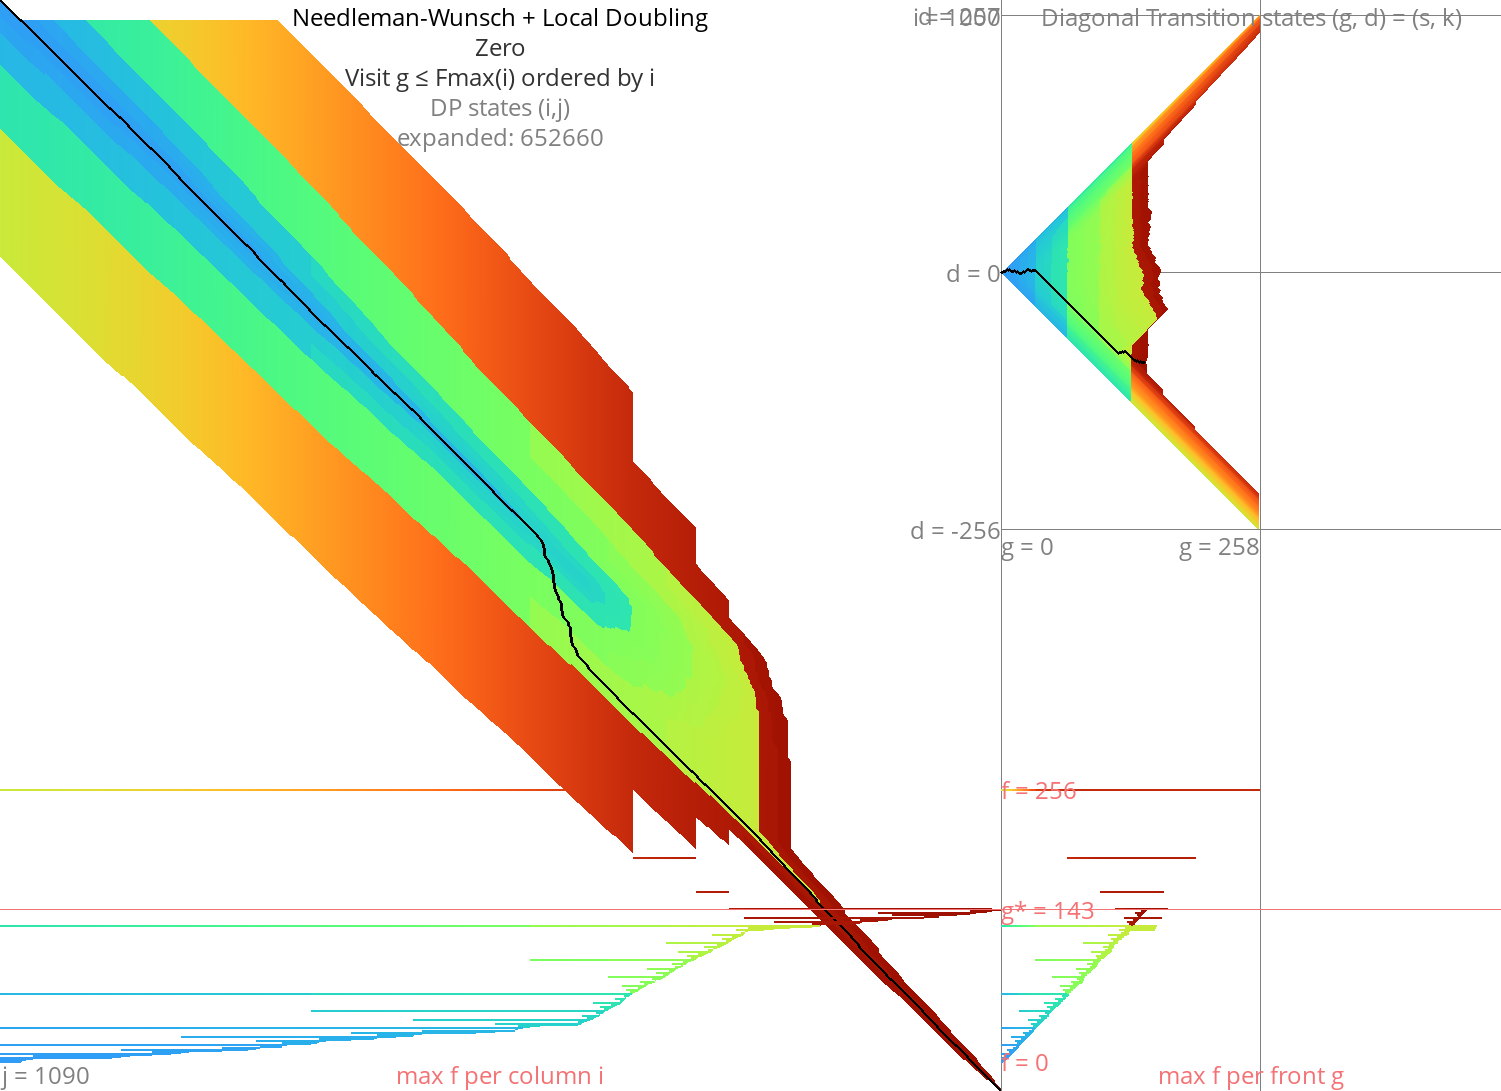 Needleman-Wunsch + Local Doubling
Zero
Visit g ≤ Fmax(i) ordered by i
DP states (i,j)
expanded: 652660
Diagonal Transition states (g, d) = (s, k)
d = 0
d = -256
g = 0
g = 258
f = 256
g* = 143
f = 0
j = 1090
max f per column i
max f per front g